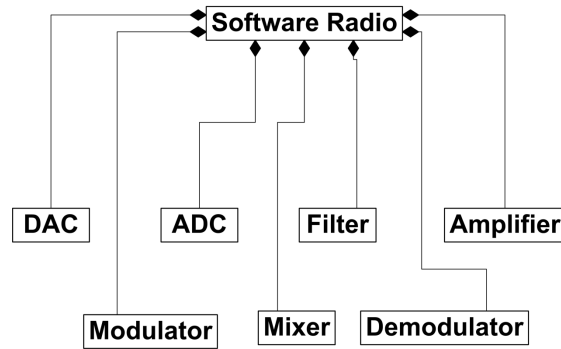 Software Radio
DAC
ADC
Filter
Amplifier
Modulator
Mixer
Demodulator